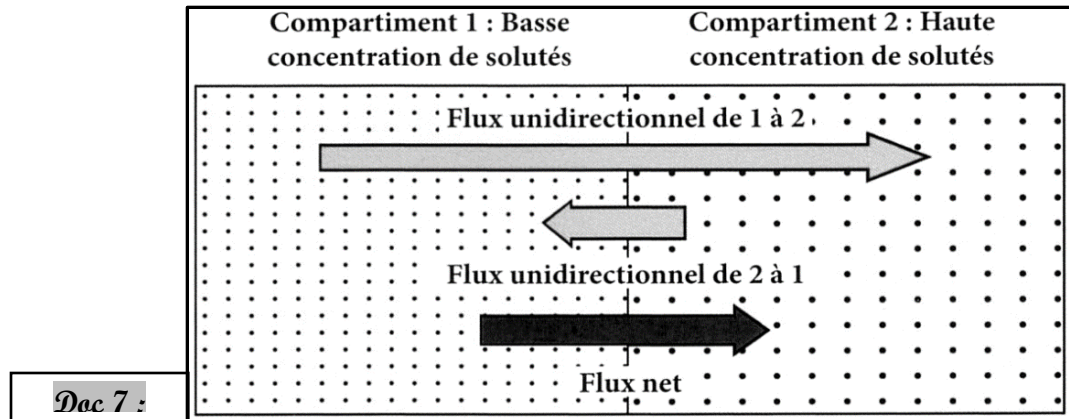 Compartiment 1 : Basse
concentration de solutés
Compartiment 2 : Haute
concentration de solutés
Flux unidirectionnel de 1 à 2
Flux unidirectionnel de 2 à 1
Flux net
Doc 7 :